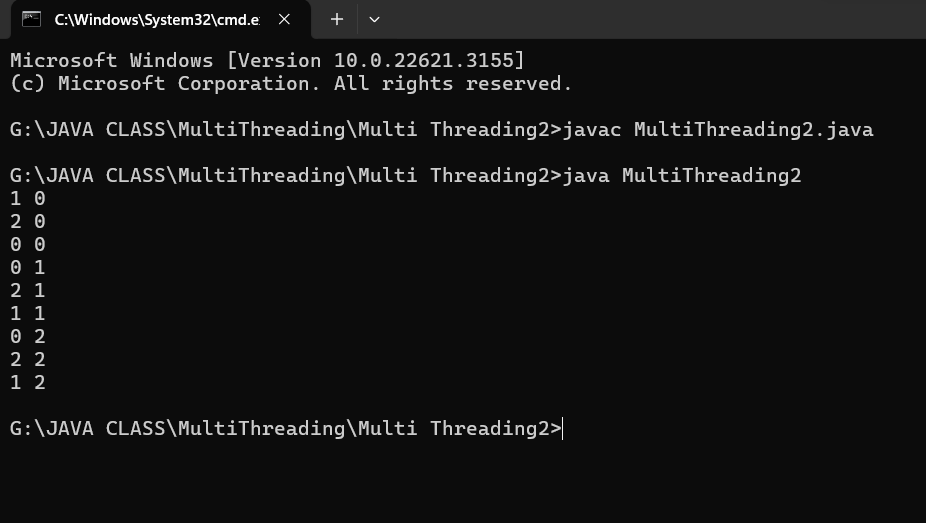 C:\Windows\System32\cmd.e
Microsoft Windows [Version 10.0.22621.3155]
(c) Microsoft Corporation. All rights reserved.
G:\JAVA CLASS\MultiThreading\Multi Threading2>javac MultiThreading2.java
G:\JAVA CLASS\MultiThreading\Multi Threading2>java MultiThreading2
1 0
2 0
0 0
0 1
2 1
1 1
0 2
2 2
1 2
G:\JAVA CLASS\MultiThreading\Multi Threading2>